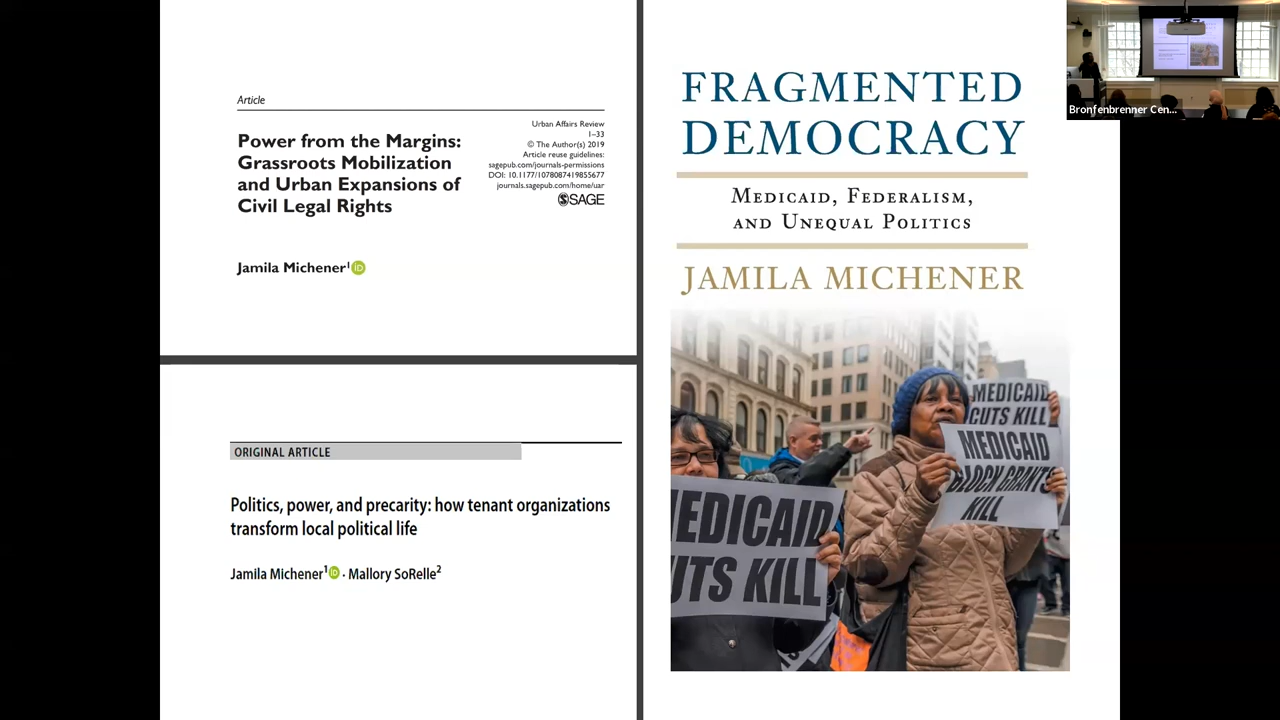 Article
Power from the Margins:
Grassroots Mobilization
and Urban Expansions of
Civil Legal Rights
Urban Affairs Review
1–33
© The Author(s) 2019
Article reuse guidelines:
sagepub.com/journals-permissions
DOI: 10.1177/1078087419855677
journals.sagepub.com/home/uar
SAGE
Jamila Michener1 iD
ORIGINAL ARTICLE
Politics, power, and precarity: how tenant organizations
transform local political life
Jamila Michener1 iD · Mallory SoRelle2
FRAGMENTED
DEMOCRACY
MEDICAID, FEDERALISM,
AND UNEQUAL POLITICS
JAMILA MICHENER
MEDICAID
CUTS KILL
MEDICAID
BLOCK GRANTS
KILL
MEDICAID
UTS KILL
Bronfenbrenner Cen...